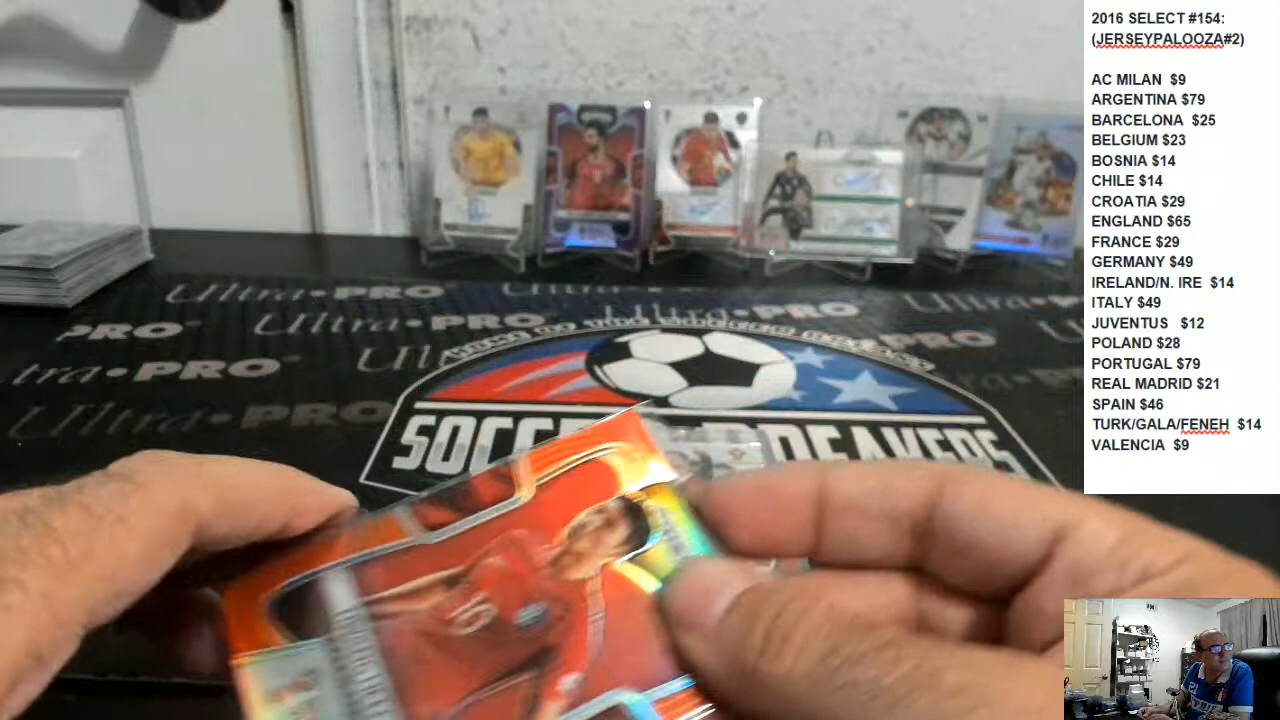 2016 SELECT #154:
(JERSEYPALOOZA#2)
AC MILAN $9
ARGENTINA $79
BARCELONA $25
BELGIUM $23
BOSNIA $14
CHILE $14
CROATIA $29
ENGLAND $65
FRANCE $29
GERMANY $49
IRELAND/N. IRE $14
ITALY $49
JUVENTUS $12
POLAND $28
PORTUGAL $79
REAL MADRID $21
SPAIN $46
TURK/GALA/FENEH $14
VALENCIA $9
Ultra•PRO
Ultra•PRO
PRO
Ultra•PRO
Ultra•PRO
Ultra•PRO
SOCCER BREAKERS